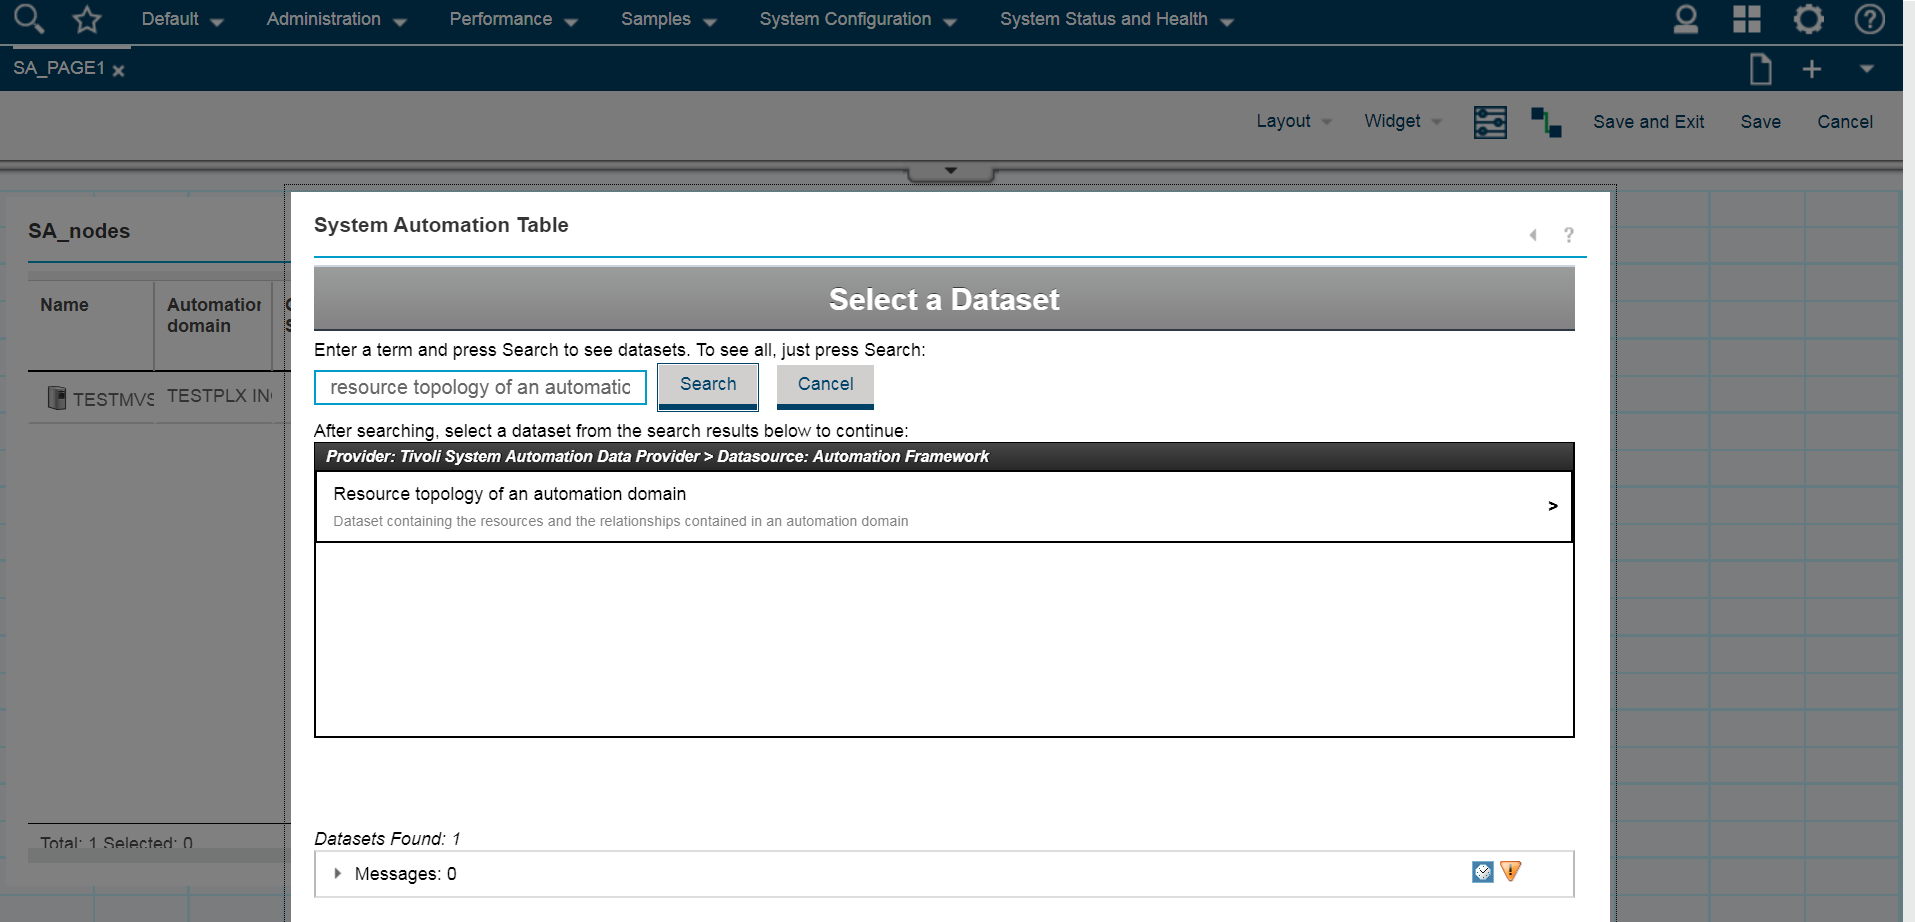 Default Administration Performance Samples System Configuration System Status and Health ?
SA_PAGE1 x +
Layout Widget Save and Exit Save Cancel
System Automation Table
?
SA_nodes
Select a Dataset
Name Automation domain
Enter a term and press Search to see datasets. To see all, just press Search:
resource topology of an automatic Search Cancel
TESTMVS TESTPLX IN
After searching, select a dataset from the search results below to continue:
Provider: Tivoli System Automation Data Provider > Datasource: Automation Framework
Resource topology of an automation domain
>
Dataset containing the resources and the relationships contained in an automation domain
Datasets Found: 1
Total: 1 Selected: 0
Messages: 0